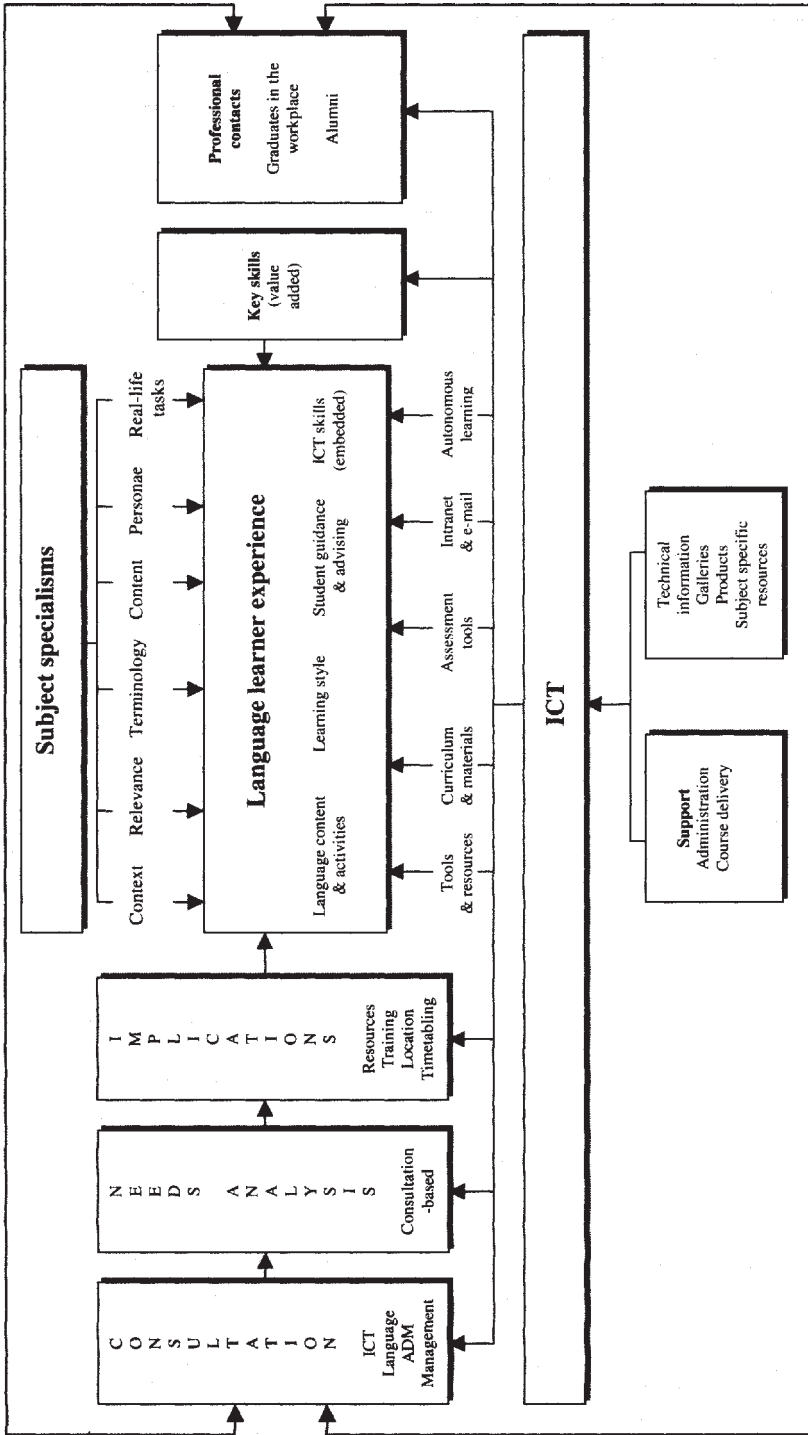 Subject specialisms
Context
Relevance
Terminology
Content
Personae
Real-life
tasks
CONSULTATION
ICT
Language
ADM
Management
NEEDS ANALYSIS
Consultation
-based
IMPLICATIONS
Resources
Training
Location
Timetabling
Language learner experience
Language content
& activities
Learning style
Student guidance
& advising
ICT skills
(embedded)
Key skills
(value
added)
Professional
contacts
Graduates in the
workplace
Alumni
Tools
& resources
Curriculum
& materials
Assessment
tools
Intranet
& e-mail
Autonomous
learning
ICT
Support
Administration
Course delivery
Technical
information
Galleries
Products
Subject specific
resources